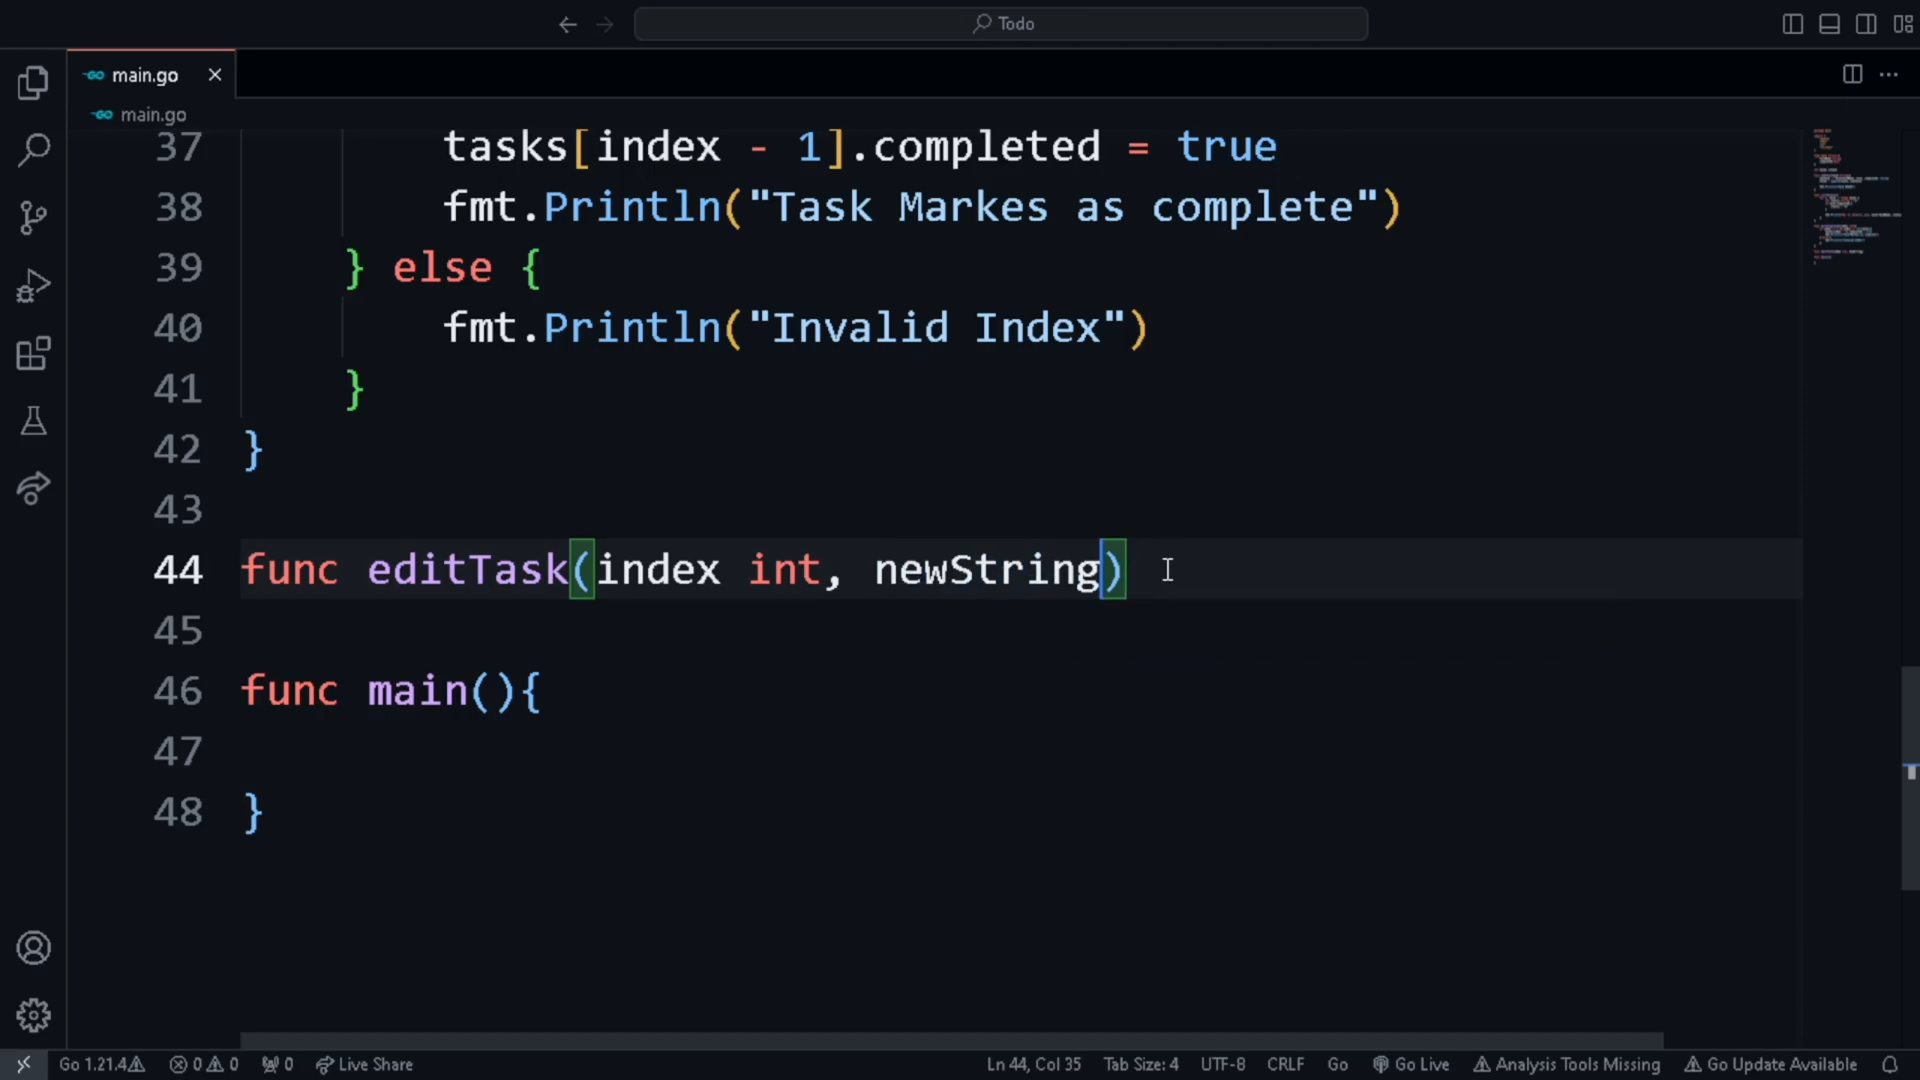 Todo
main.go
main.go
37 tasks[index - 1].completed = true
38 fmt.Println("Task Markes as complete")
39 } else {
40 fmt.Println("Invalid Index")
41 }
42 }
43
44 func editTask(index int, newString)
45
46 func main(){
47
48 }
Go 1.21.4 0 0 0 Live Share Ln 44, Col 35 Tab Size: 4 UTF-8 CRLF Go Go Live Analysis Tools Missing Go Update Available